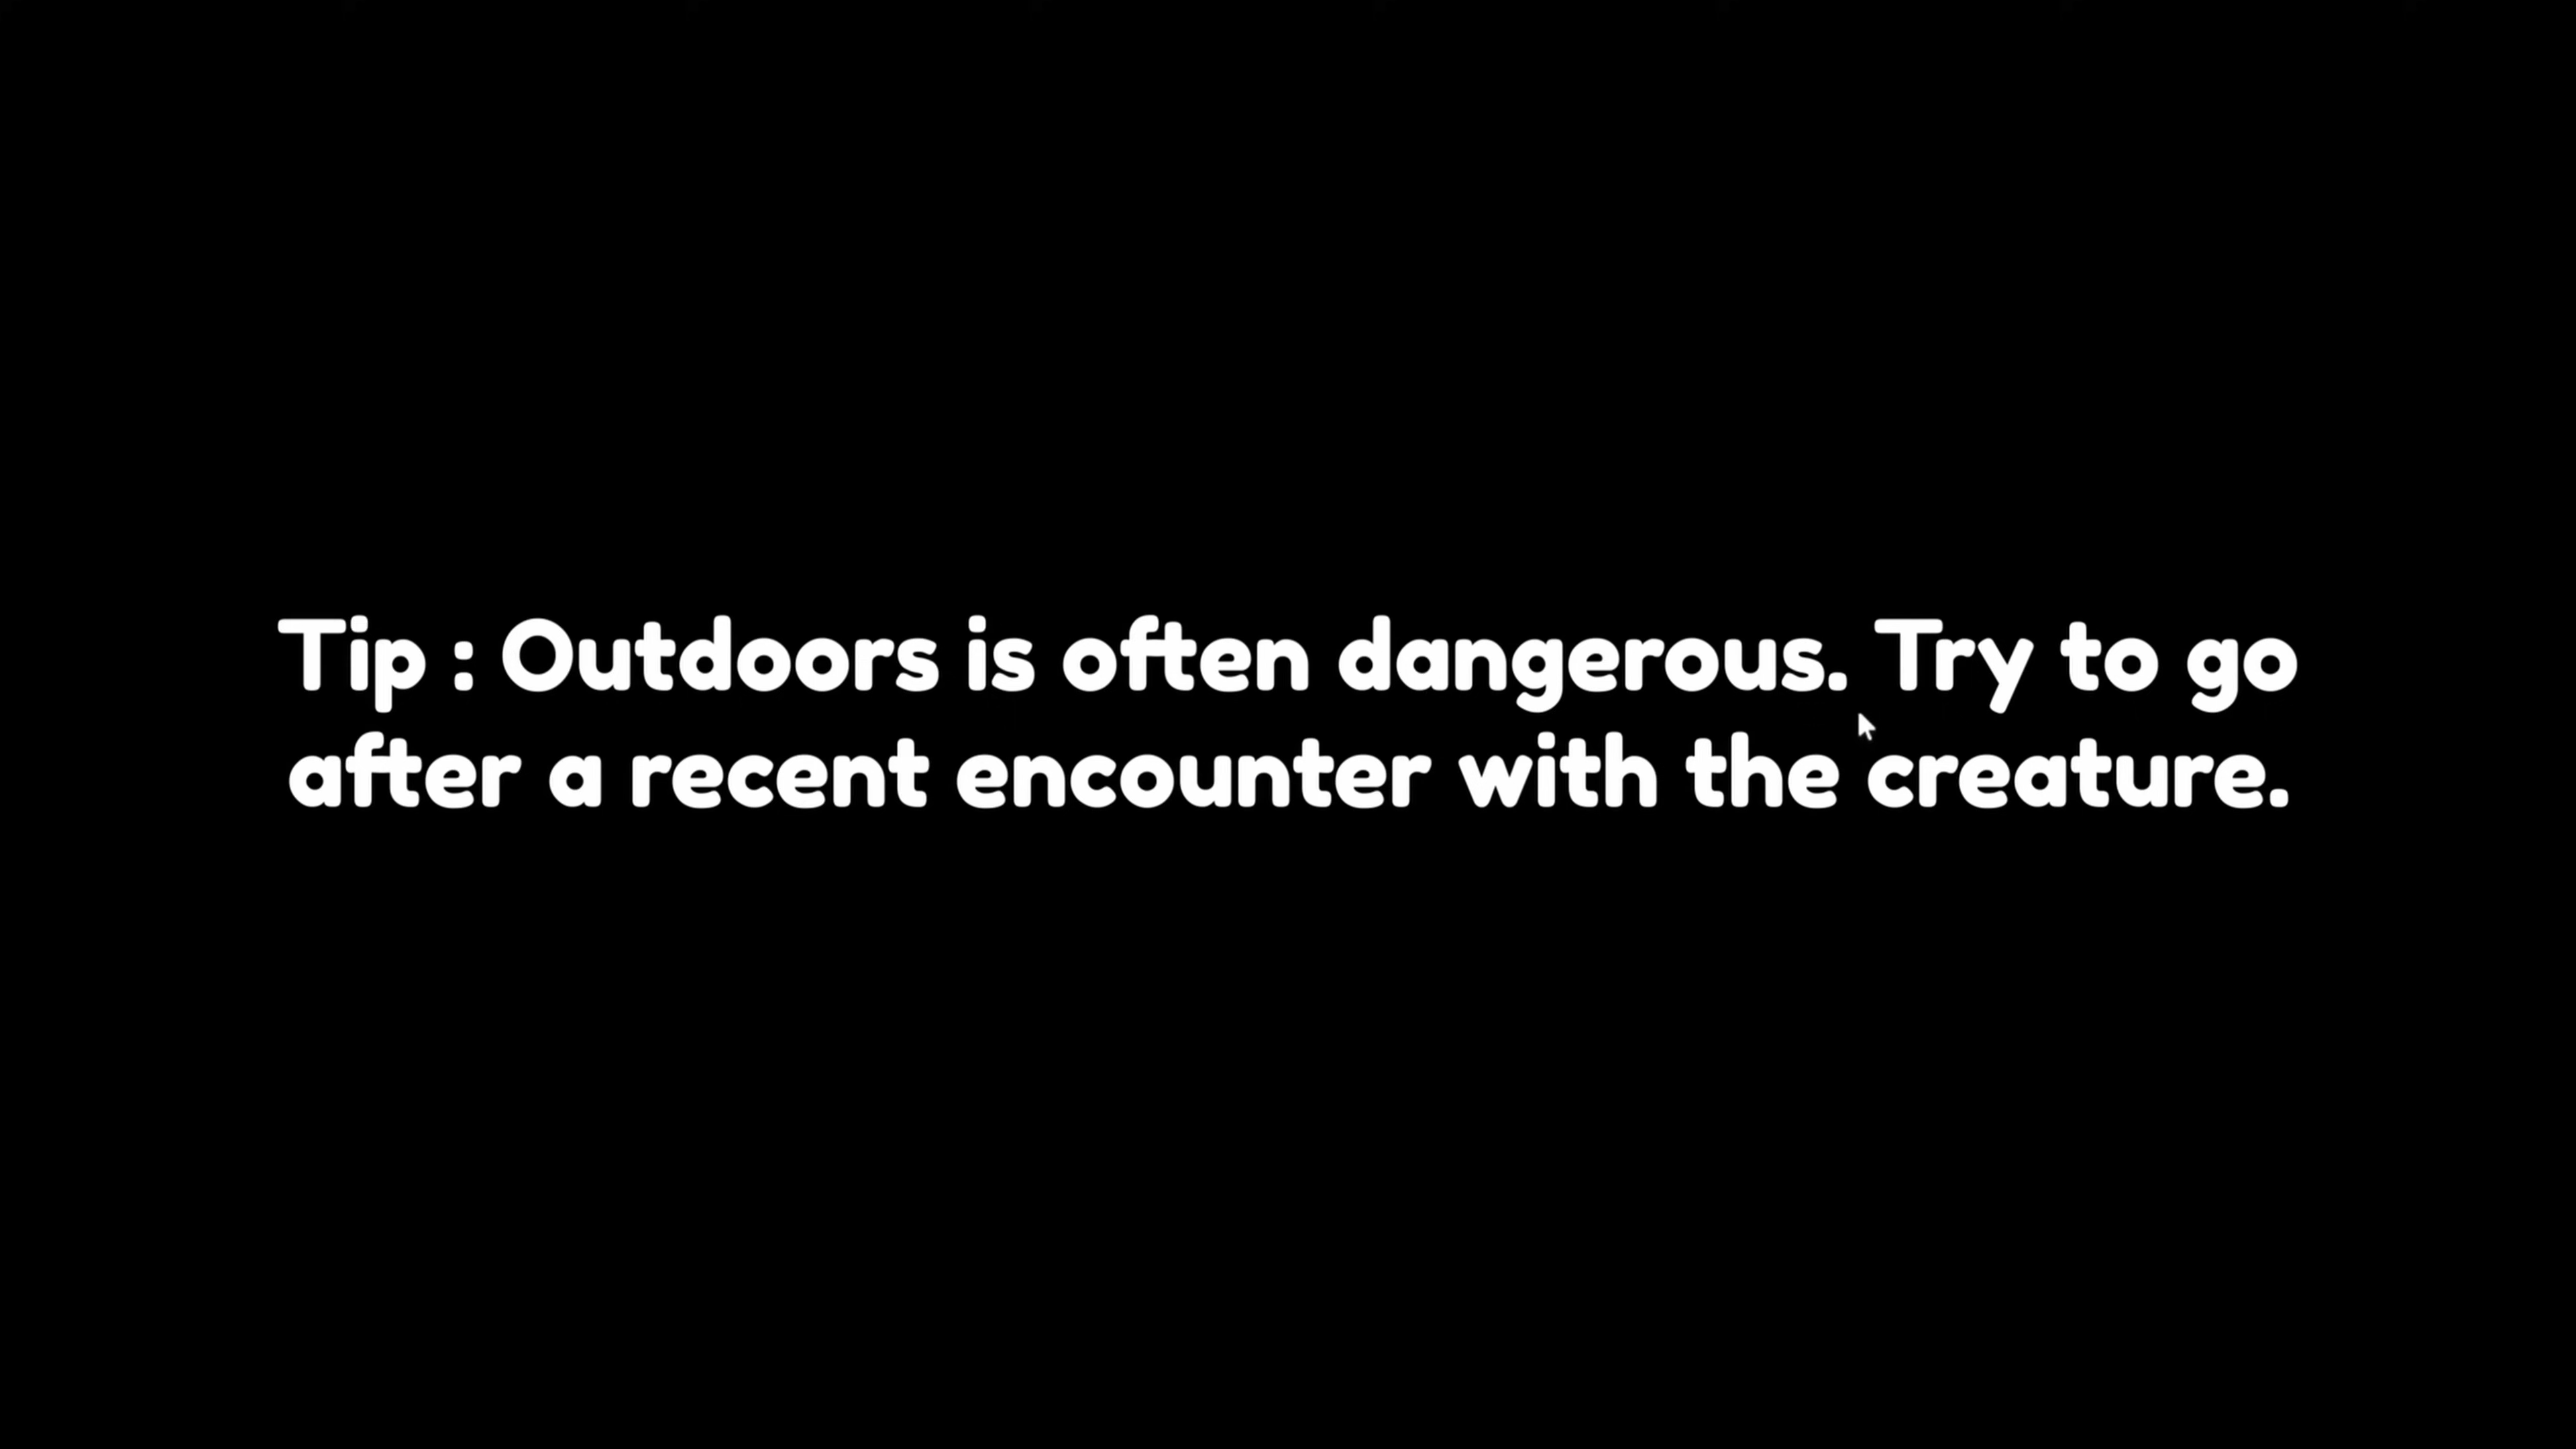 Tip : Outdoors is often dangerous. Try to go
after a recent encounter with the creature.